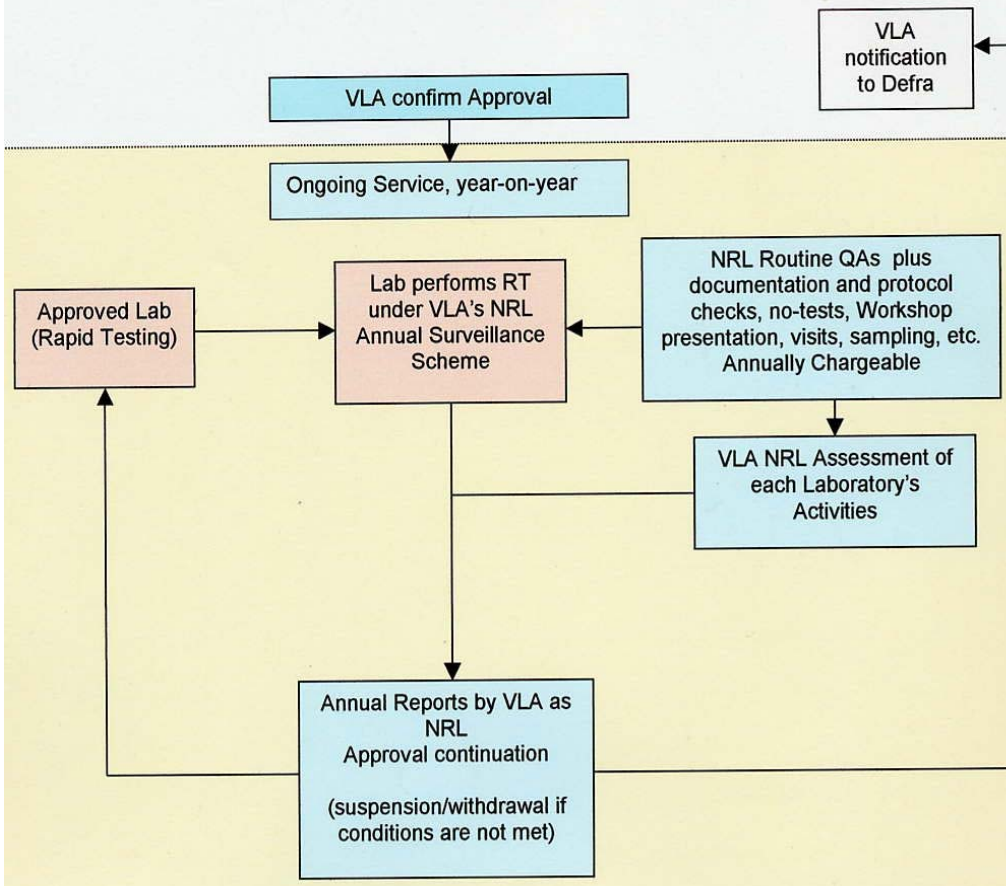 VLA
notification
to Defra
VLA confirm Approval
Ongoing Service, year-on-year
Approved Lab
(Rapid Testing)
Lab performs RT
under VLA's NRL
Annual Surveillance
Scheme
NRL Routine QAs plus
documentation and protocol
checks, no-tests, Workshop
presentation, visits, sampling, etc.
Annually Chargeable
VLA NRL Assessment of
each Laboratory's
Activities
Annual Reports by VLA as
NRL
Approval continuation
(suspension/withdrawal if
conditions are not met)